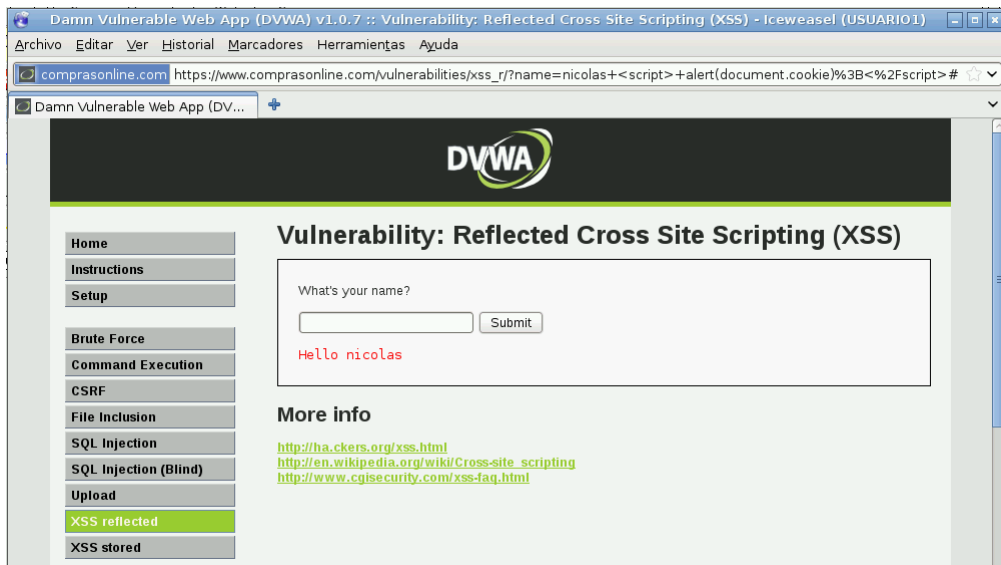 Damn Vulnerable Web App (DVWA) v1.0.7 :: Vulnerability: Reflected Cross Site Scripting (XSS) - Iceweasel (USUARIO1)
Archivo Editar Ver Historial Marcadores Herramientas Ayuda
comprasonline.com https://www.comprasonline.com/vulnerabilities/xss_r/?name=nicolas+<script>+alert(document.cookie)%3B<%2Fscript>#
Damn Vulnerable Web App (DV...
DVWA
Home
Instructions
Setup
Brute Force
Command Execution
CSRF
File Inclusion
SQL Injection
SQL Injection (Blind)
Upload
XSS reflected
XSS stored
Vulnerability: Reflected Cross Site Scripting (XSS)
What's your name?
Submit
Hello nicolas
More info
http://ha.ckers.org/xss.html
http://en.wikipedia.org/wiki/Cross-site_scripting
http://www.cgisecurity.com/xss-faq.html